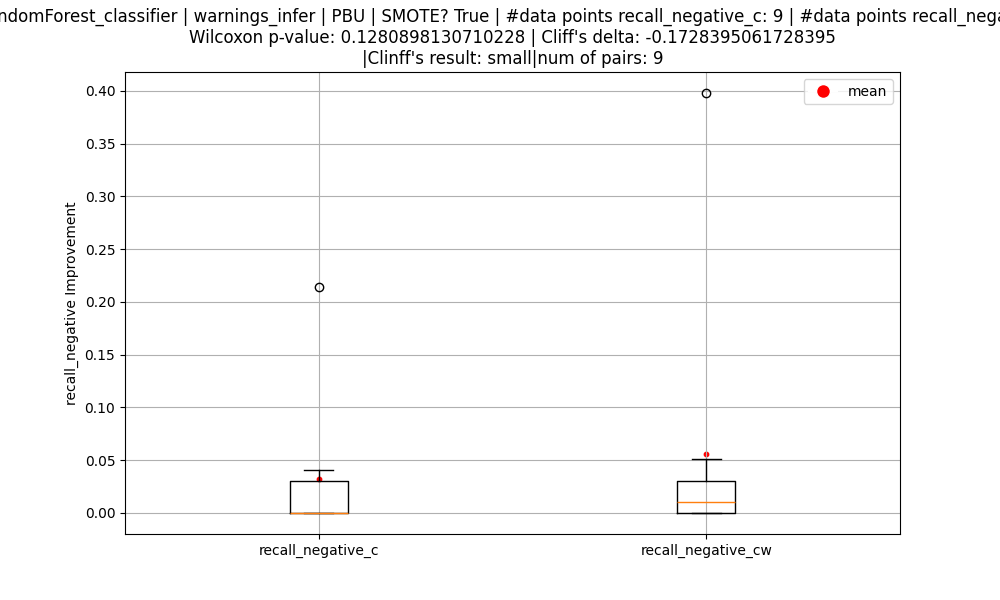 ndomForest_classifier | warnings_infer | PBU | SMOTE? True | #data points recall_negative_c: 9 | #data points recall_nega
Wilcoxon p-value: 0.1280898130710228 | Cliff's delta: -0.1728395061728395
|Clinff's result: small|num of pairs: 9
mean
0.40
0.35
0.30
0.25
0.20
0.15
0.10
0.05
0.00
recall_negative Improvement
recall_negative_c
recall_negative_cw